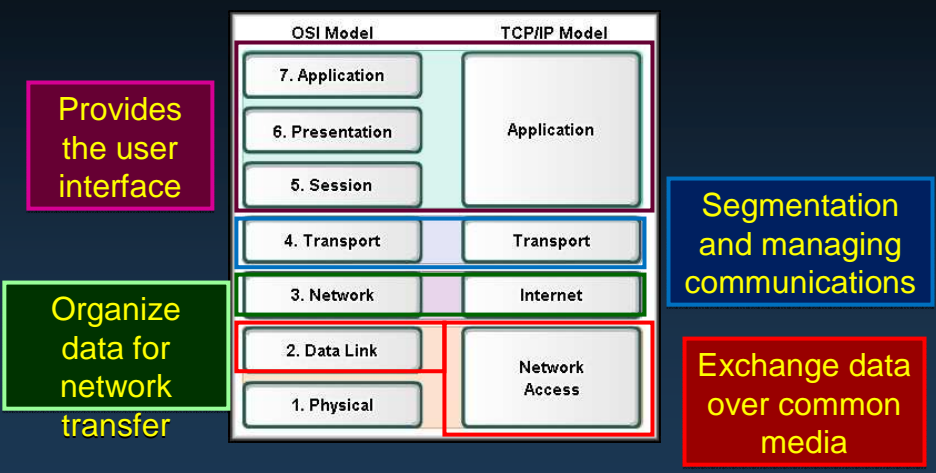 OSI Model
TCP/IP Model
7. Application
6. Presentation
5. Session
Application
4. Transport
Transport
3. Network
Internet
2. Data Link
1. Physical
Network
Access
Provides
the user
interface
Organize
data for
network
transfer
Segmentation
and managing
communications
Exchange data
over common
media